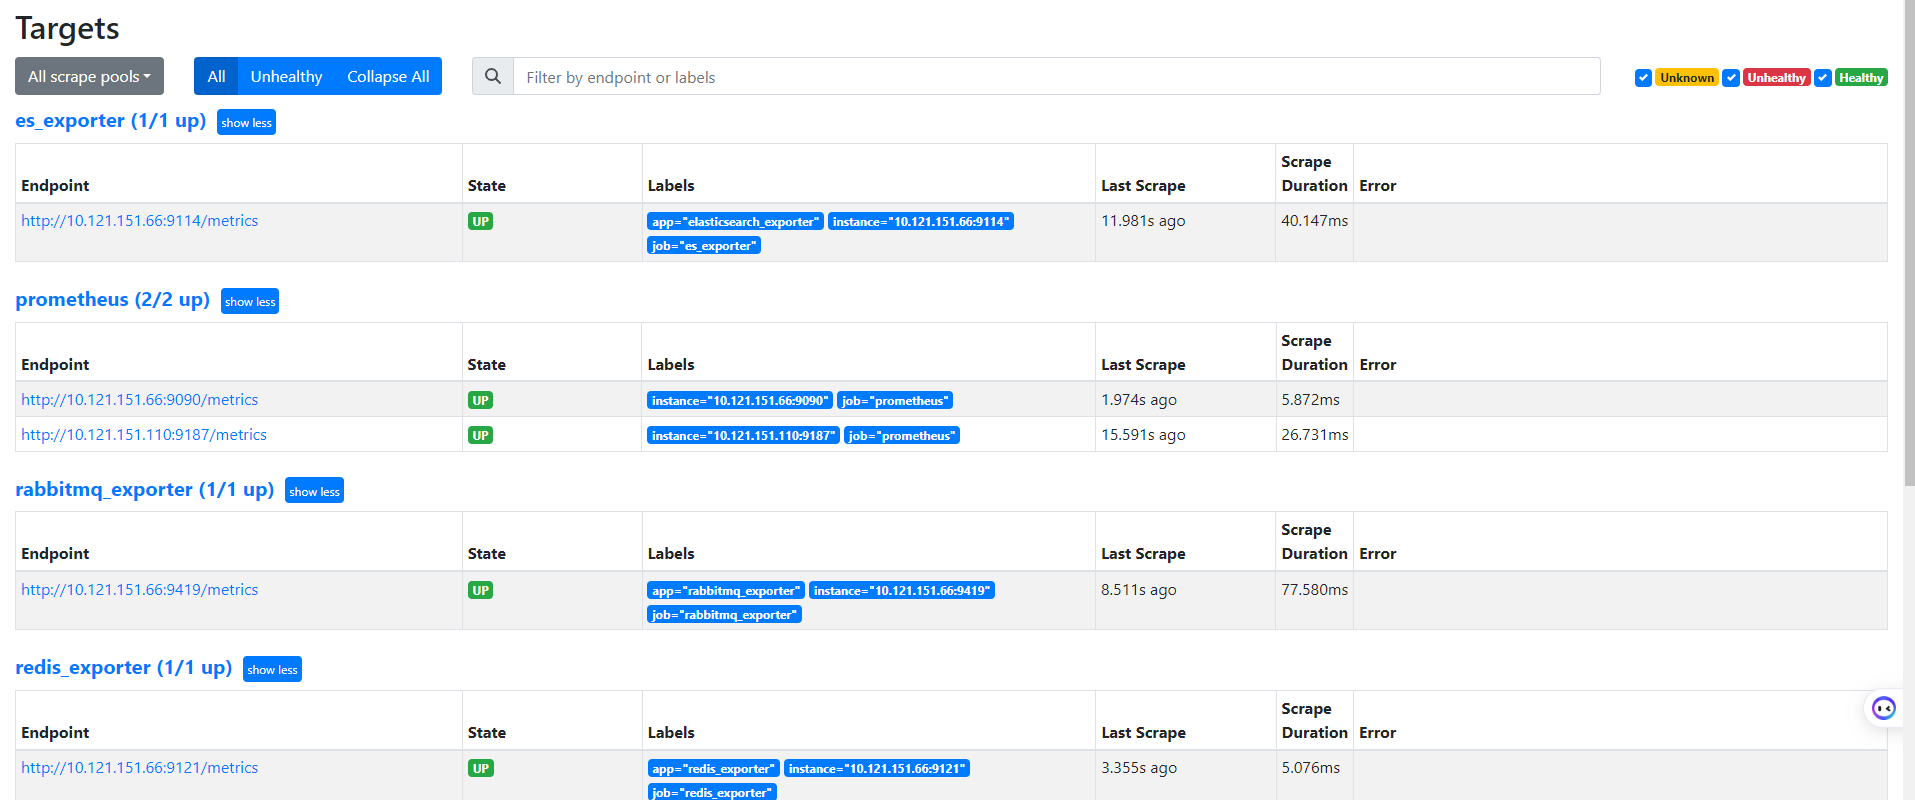 Targets
All scrape pools All Unhealthy Collapse All Filter by endpoint or labels Unknown Unhealthy Healthy
es_exporter (1/1 up) show less
Endpoint State Labels Last Scrape Scrape Duration Error
http://10.121.151.66:9114/metrics UP app="elasticsearch_exporter" instance="10.121.151.66:9114" 11.981s ago 40.147ms
job="es_exporter"
prometheus (2/2 up) show less
Endpoint State Labels Last Scrape Scrape Duration Error
http://10.121.151.66:9090/metrics UP instance="10.121.151.66:9090" job="prometheus" 1.974s ago 5.872ms
http://10.121.151.110:9187/metrics UP instance="10.121.151.110:9187" job="prometheus" 15.591s ago 26.731ms
rabbitmq_exporter (1/1 up) show less
Endpoint State Labels Last Scrape Scrape Duration Error
http://10.121.151.66:9419/metrics UP app="rabbitmq_exporter" instance="10.121.151.66:9419" 8.511s ago 77.580ms
job="rabbitmq_exporter"
redis_exporter (1/1 up) show less
Endpoint State Labels Last Scrape Scrape Duration Error
http://10.121.151.66:9121/metrics UP app="redis_exporter" instance="10.121.151.66:9121" 3.355s ago 5.076ms
job="redis_exporter"